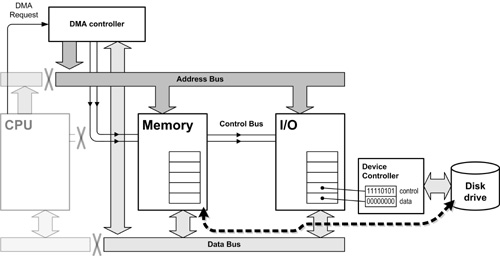 DMA
Request
DMA controller
Address Bus
CPU
Memory
Control Bus
I/O
Device
Controller
11110101 control
00000000 data
Disk
drive
Data Bus